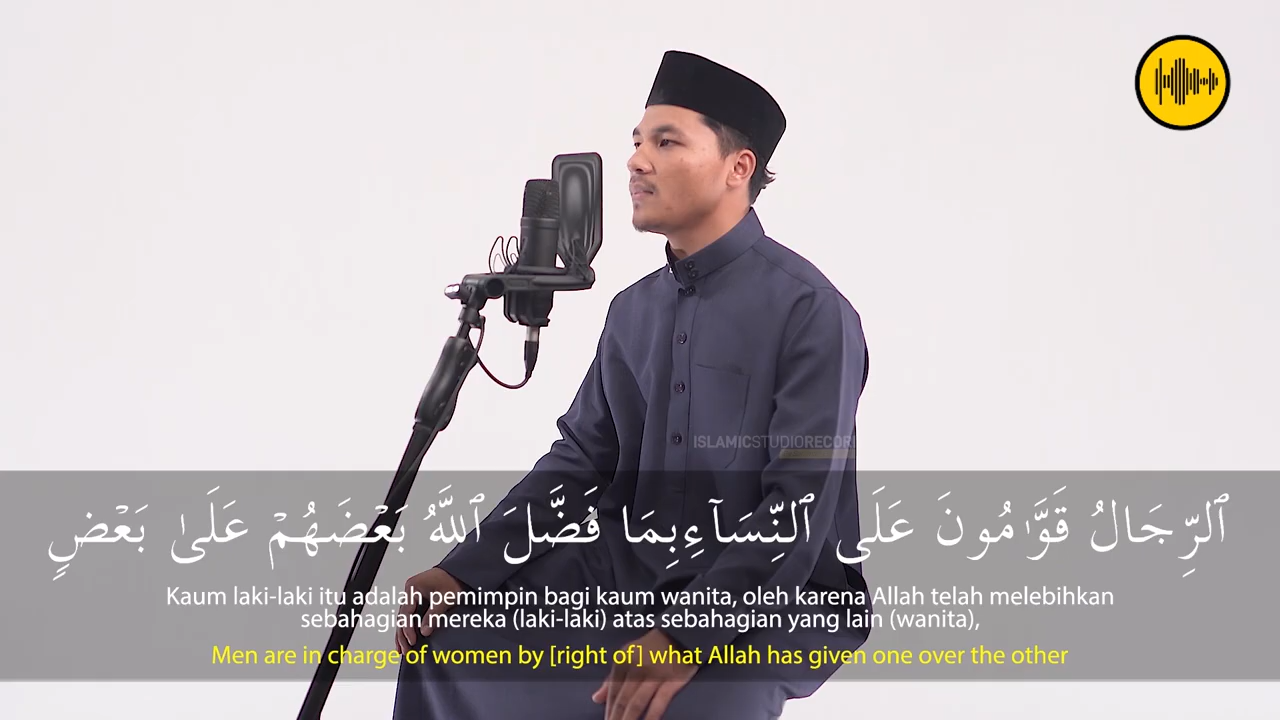 ISLAMICSTUDIORECOR
ٱلرِّجَالُ قَوَّٰمُونَ عَلَى ٱلنِّسَآءِ بِمَا فَضَّلَ ٱللَّهُ بَعْضَهُمْ عَلَىٰ بَعْضٍ
Kaum laki-laki itu adalah pemimpin bagi kaum wanita, oleh karena Allah telah melebihkan
sebahagian mereka (laki-laki) atas sebahagian yang lain (wanita),
Men are in charge of women by [right of] what Allah has given one over the other